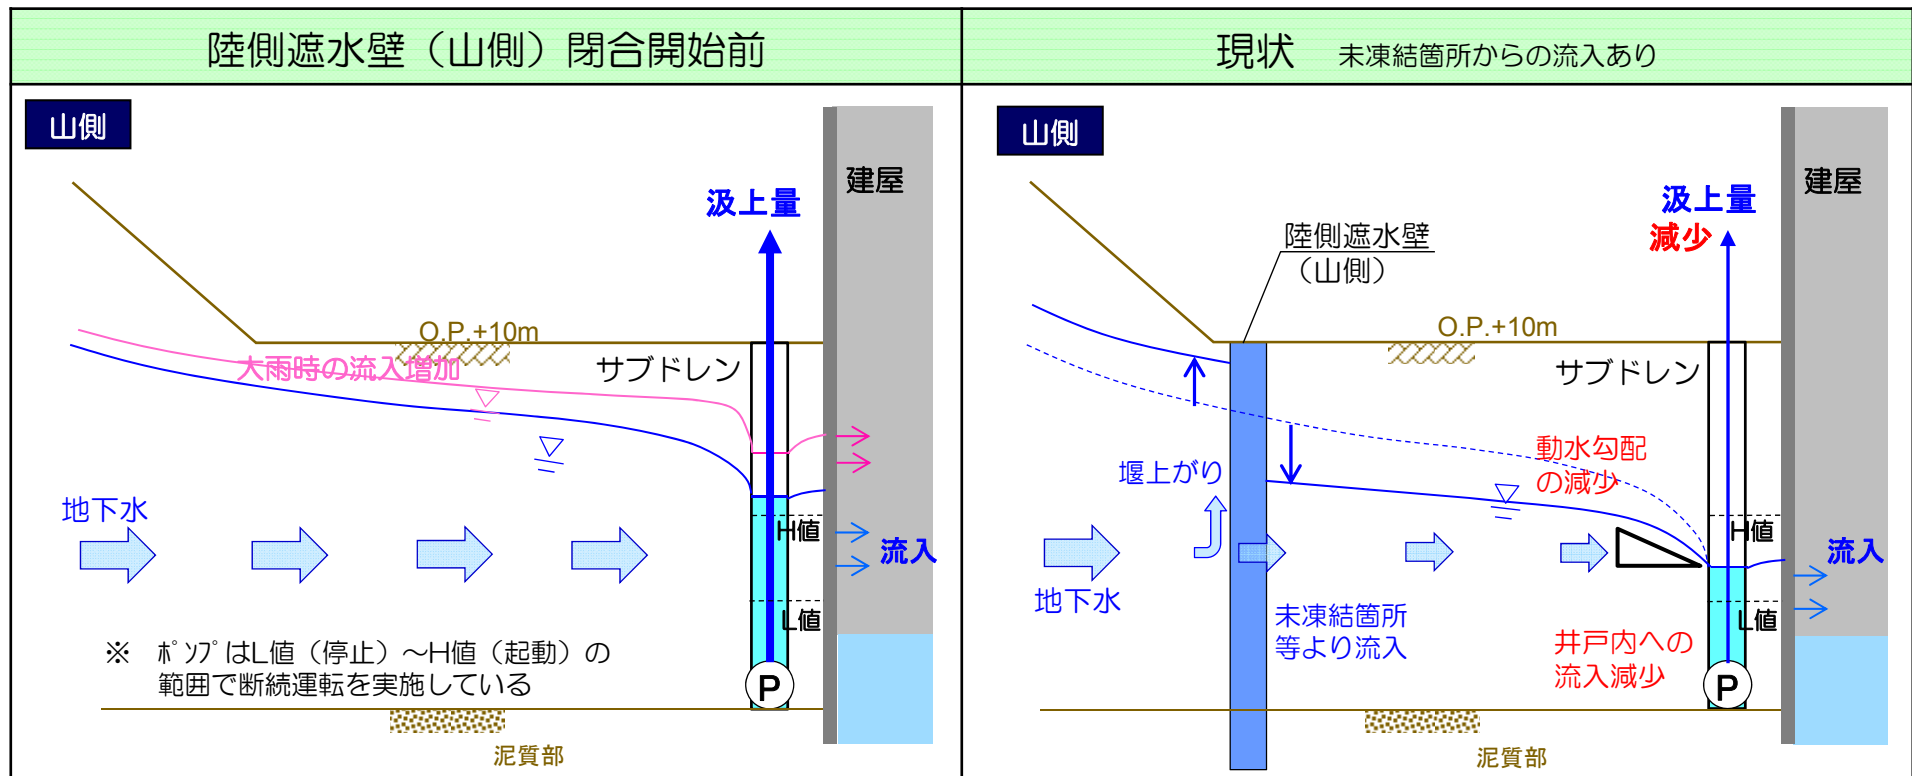 陸側遮水壁（山側）閉合開始前
山側
建屋
汲上量
O.P.+10m
大雨時の流入増加
サブドレン
地下水
H値
流入
L値
※ ﾎﾟﾝﾌﾟはL値（停止）～H値（起動）の
範囲で断続運転を実施している
P
泥質部
現状 未凍結箇所からの流入あり
山側
建屋
汲上量
減少
陸側遮水壁
（山側）
O.P.+10m
サブドレン
動水勾配
の減少
堰上がり
H値
流入
地下水
未凍結箇所
等より流入
L値
井戸内への
流入減少
P
泥質部